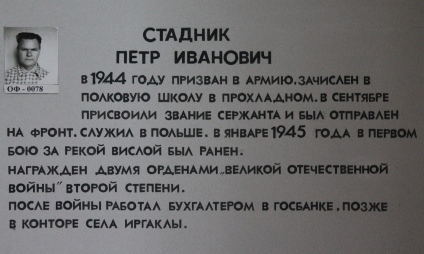 СТАДНИК
ПЕТР ИВАНОВИЧ
ОФ - 0078
В 1944 ГОДУ ПРИЗВАН В АРМИЮ. ЗАЧИСЛЕН В
ПОЛКОВУЮ ШКОЛУ В ПРОХЛАДНОМ. В СЕНТЯБРЕ
ПРИСВОИЛИ ЗВАНИЕ СЕРЖАНТА И БЫЛ ОТПРАВЛЕН
НА ФРОНТ. СЛУЖИЛ В ПОЛЬШЕ. В ЯНВАРЕ 1945 ГОДА В ПЕРВОМ
БОЮ ЗА РЕКОЙ ВИСЛОЙ БЫЛ РАНЕН.
НАГРАЖДЕН ДВУМЯ ОРДЕНАМИ „ВЕЛИКОЙ ОТЕЧЕСТВЕННОЙ
ВОЙНЫ" ВТОРОЙ СТЕПЕНИ.
ПОСЛЕ ВОЙНЫ РАБОТАЛ БУХГАЛТЕРОМ В ГОСБАНКЕ. ПОЗЖЕ
В КОНТОРЕ СЕЛА ИРГАКЛЫ.